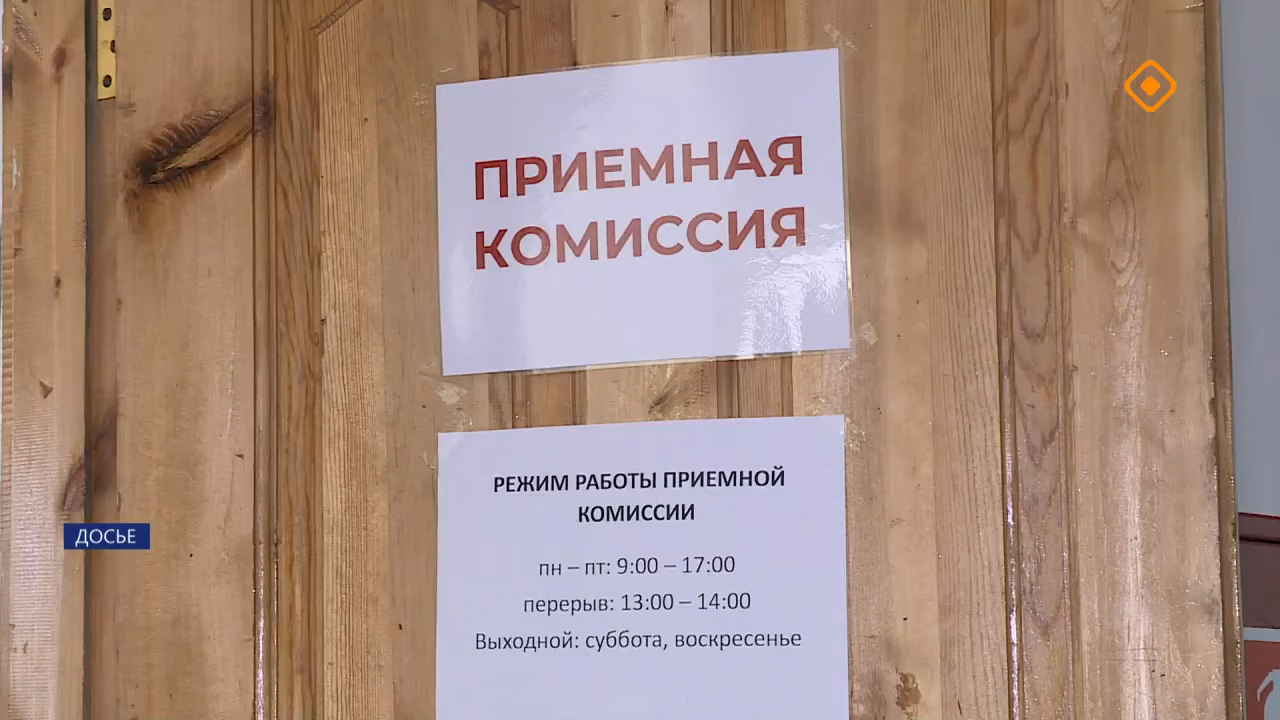 ПРИЕМНАЯ
КОМИССИЯ
РЕЖИМ РАБОТЫ ПРИЕМНОЙ
КОМИССИИ
пн – пт: 9:00 – 17:00
перерыв: 13:00 – 14:00
Выходной: суббота, воскресенье
ДОСЬЕ